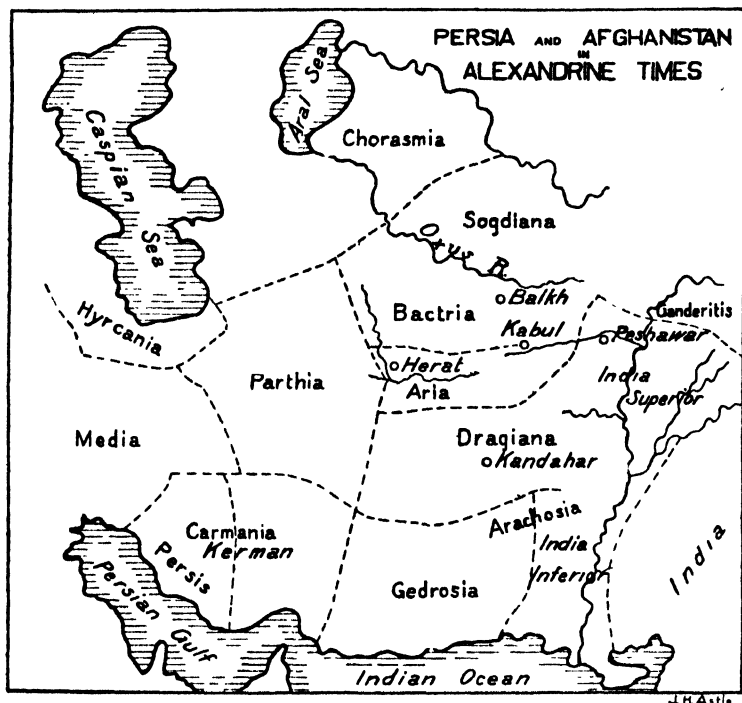 PERSIA AND AFGHANISTAN
IN
ALEXANDRINE TIMES
Caspian Sea
Aral Sea
Chorasmia
Sogdiana
Oxus R.
Hyrcania
Bactria
Balkh
Kabul
Ganderitis
Peshawar
Herat
Aria
Parthia
India
Superior
Media
Dragiana
Kandahar
Arachosia
Carmania
Kerman
Persis
India
Inferior
Gedrosia
India
Persian Gulf
Indian Ocean
J.H.Astle